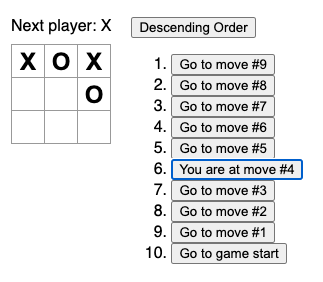 Next player: X
Descending Order
X O X
O
1. Go to move #9
2. Go to move #8
3. Go to move #7
4. Go to move #6
5. Go to move #5
6. You are at move #4
7. Go to move #3
8. Go to move #2
9. Go to move #1
10. Go to game start